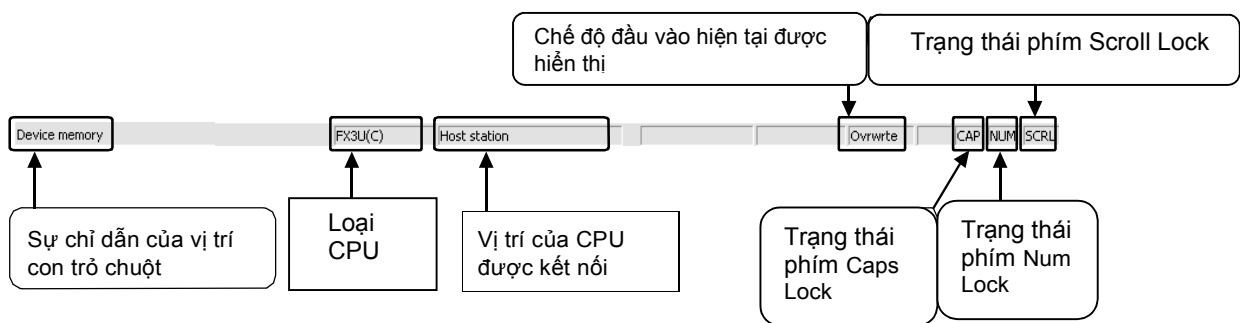 Chế độ đầu vào hiện tại được
hiển thị
Trạng thái phím Scroll Lock
Device memory
FX3U(C)
Host station
Ovrwrte
CAP
NUM
SCRL
Sự chỉ dẫn của vị trí
con trỏ chuột
Loại
CPU
Vị trí của CPU
được kết nối
Trạng thái
phím Caps
Lock
Trạng thái
phím Num
Lock